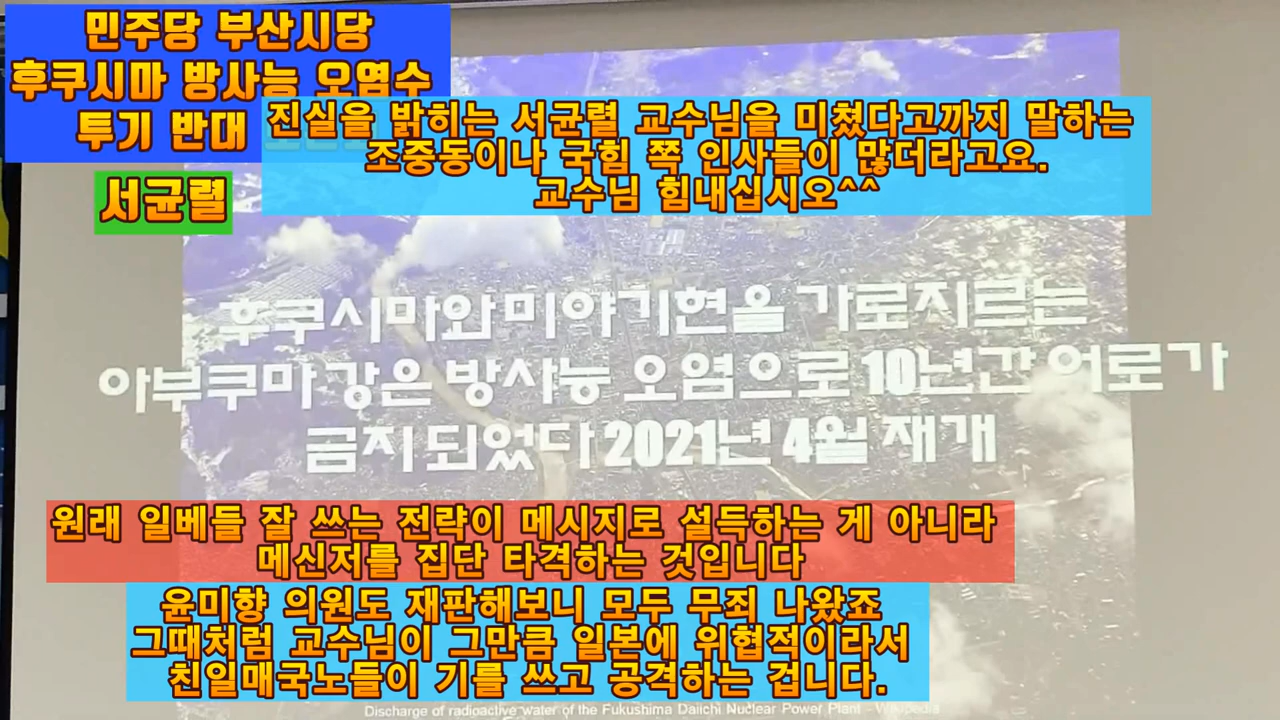 민주당 부산시당
후쿠시마 방사능 오염수
투기 반대
서균렬
진실을 밝히는 서균렬 교수님을 미쳤다고까지 말하는
조중동이나 국힘 쪽 인사들이 많더라고요.
교수님 힘내십시오^^
후쿠시마와 미야기현을 가로지르는
아부쿠마 강은 방사능 오염으로 10년간 어로가
금지 되었다 2021년 4월 재개
원래 일베들 잘 쓰는 전략이 메시지로 설득하는 게 아니라
메신저를 집단 타격하는 것입니다
윤미향 의원도 재판해보니 모두 무죄 나왔죠
그때처럼 교수님이 그만큼 일본에 위협적이라서
친일매국노들이 기를 쓰고 공격하는 겁니다.
Discharge of radioactive water of the Fukushima Daiichi Nuclear Power Plant - Wikipedia